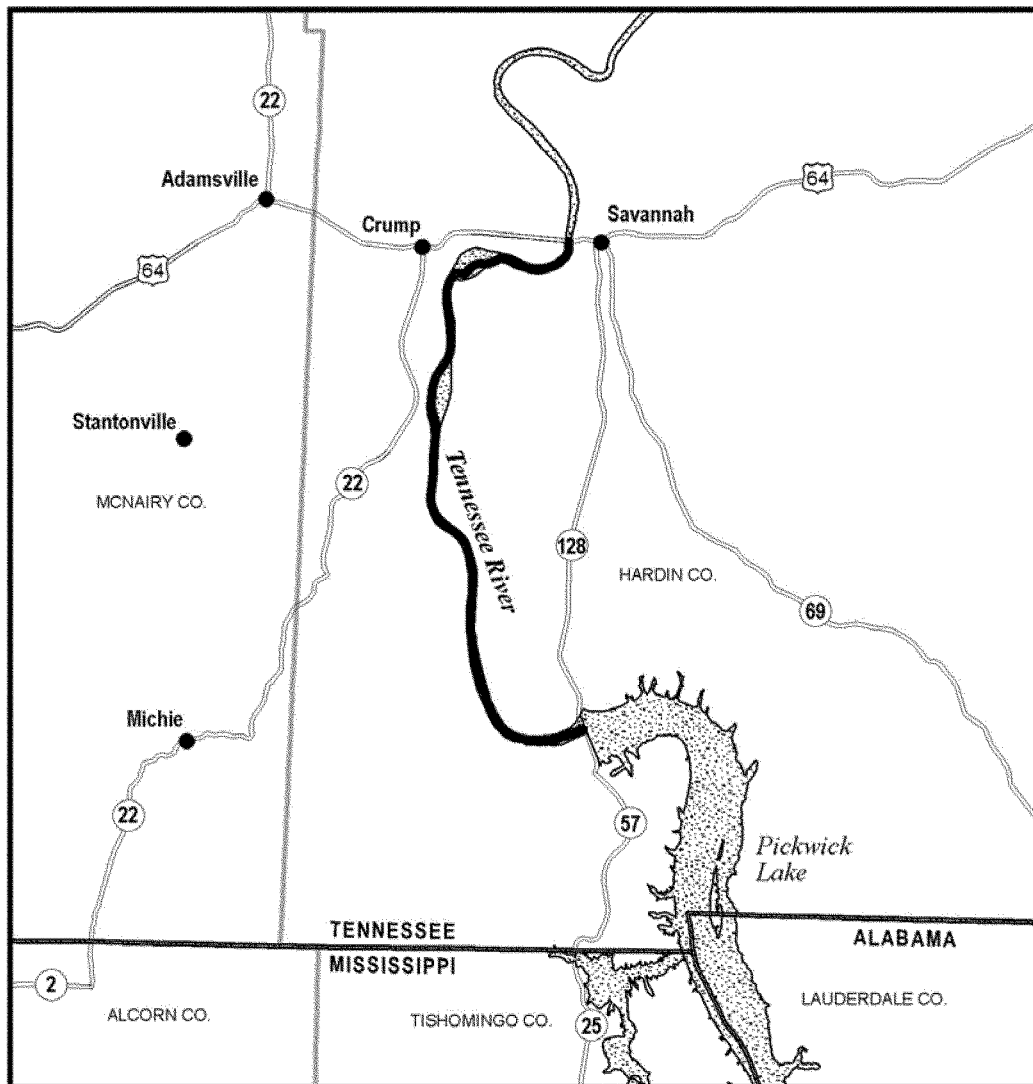 22
Adamsville
64
Crump
Savannah
64
Stantonville
22
MCNAIRY CO.
Tennessee River
128
HARDIN CO.
69
Michie
22
57
Pickwick
Lake
TENNESSEE
ALABAMA
MISSISSIPPI
2
ALCORN CO.
TISHOMINGO CO.
25
LAUDERDALE CO.